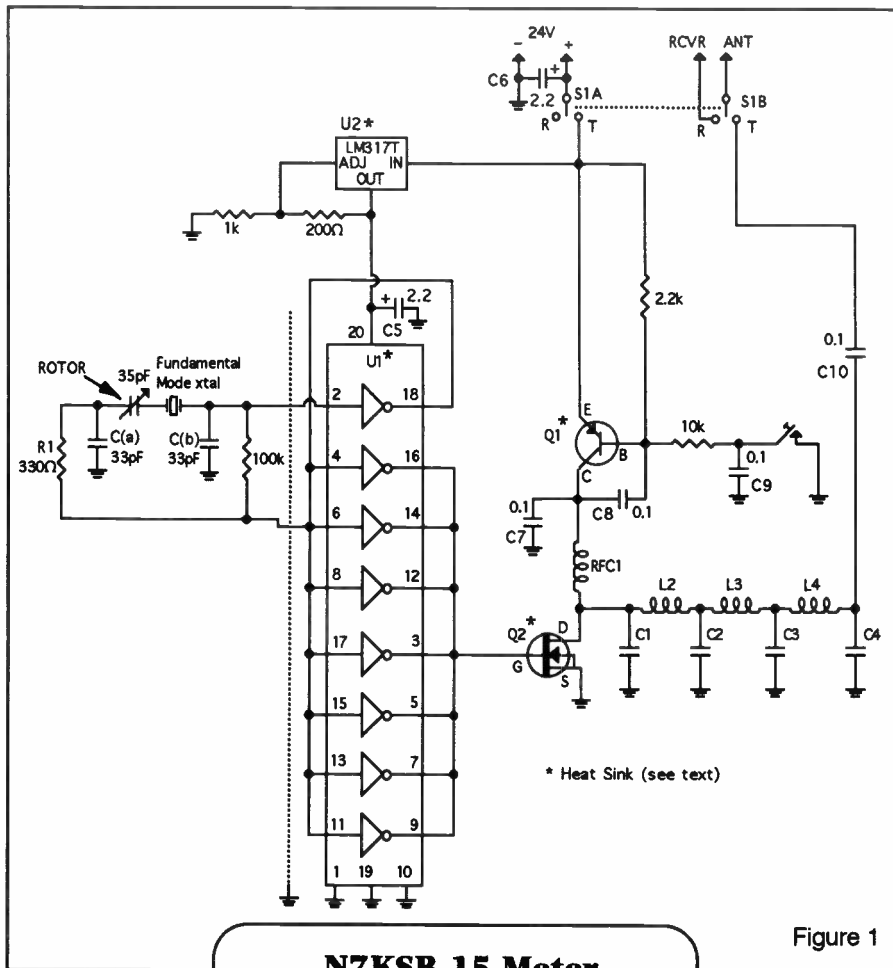 24V
- +
RCVR ANT
C6
+
2.2
S1A
S1B
R T
R T
U2*
LM317T
ADJ IN
OUT
1k
200Ω
2.2k
+ 2.2
C5
20
U1*
0.1
C10
ROTOR
35pF
Fundamental
Mode xtal
R1
330Ω
C(a)
33pF
C(b)
33pF
100k
2 18
4 16
6 14
8 12
17 3
15 5
13 7
11 9
1 19 10
E
*
Q1
B
C
10k
0.1
C9
0.1
C7
C8 0.1
RFC1
L2 L3 L4
Q2* D
G
S
C1 C2 C3 C4
* Heat Sink (see text)
Figure 1
N7KSB 15 Meter